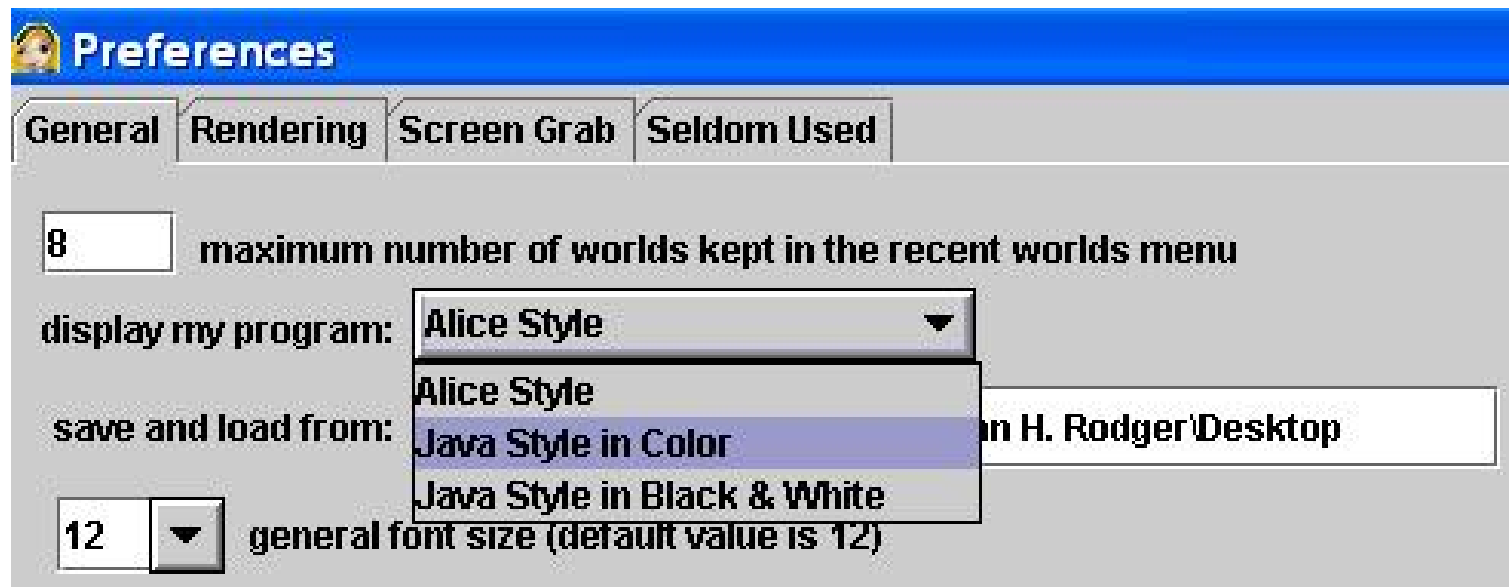 Preferences
General Rendering Screen Grab Seldom Used
8 maximum number of worlds kept in the recent worlds menu
display my program: Alice Style
Alice Style
save and load from: H. Rodger\Desktop
Java Style in Color
Java Style in Black & White
12 general font size (default value is 12)